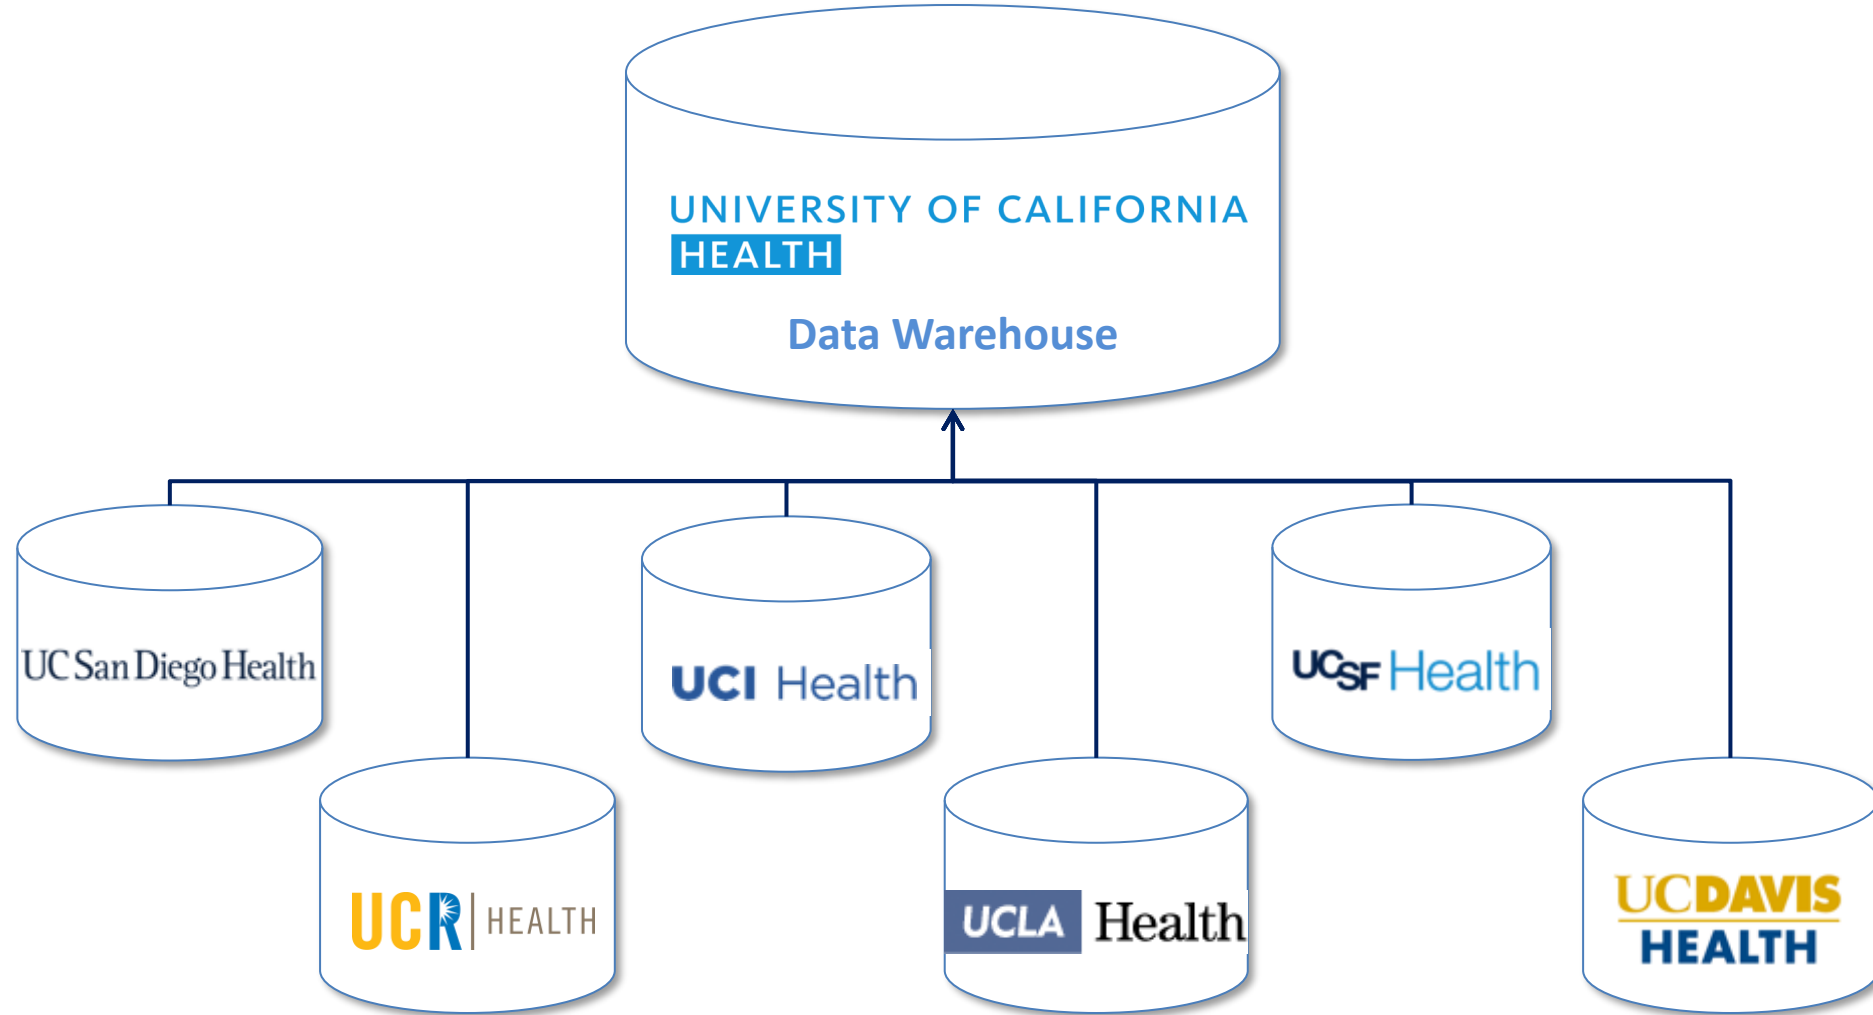 UNIVERSITY OF CALIFORNIA
HEALTH
Data Warehouse
UC San Diego Health
UCI Health
UCSF Health
UCR HEALTH
UCLA Health
UCDAVIS
HEALTH